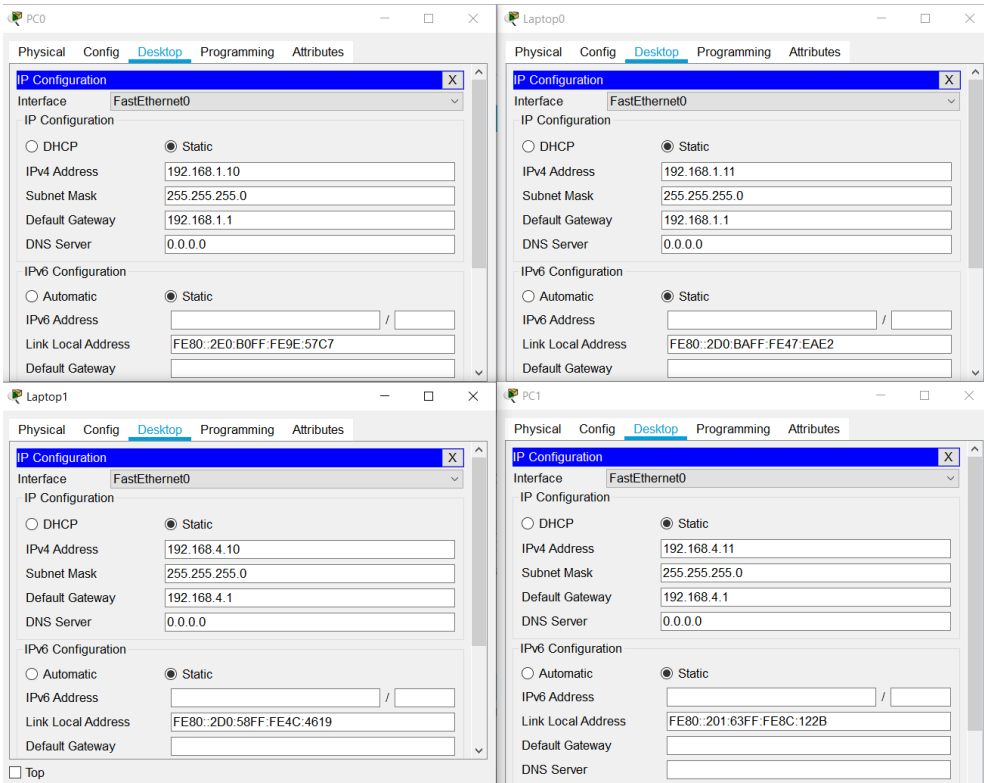 PC0
Physical Config Desktop Programming Attributes
IP Configuration X
Interface FastEthernet0
IP Configuration
DHCP Static
IPv4 Address 192.168.1.10
Subnet Mask 255.255.255.0
Default Gateway 192.168.1.1
DNS Server 0.0.0.0
IPv6 Configuration
Automatic Static
IPv6 Address /
Link Local Address FE80::2E0:B0FF:FE9E:57C7
Default Gateway
Laptop0
Physical Config Desktop Programming Attributes
IP Configuration X
Interface FastEthernet0
IP Configuration
DHCP Static
IPv4 Address 192.168.1.11
Subnet Mask 255.255.255.0
Default Gateway 192.168.1.1
DNS Server 0.0.0.0
IPv6 Configuration
Automatic Static
IPv6 Address /
Link Local Address FE80::2D0:BAFF:FE47:EAE2
Default Gateway
Laptop1
Physical Config Desktop Programming Attributes
IP Configuration X
Interface FastEthernet0
IP Configuration
DHCP Static
IPv4 Address 192.168.4.10
Subnet Mask 255.255.255.0
Default Gateway 192.168.4.1
DNS Server 0.0.0.0
IPv6 Configuration
Automatic Static
IPv6 Address /
Link Local Address FE80::2D0:58FF:FE4C:4619
Default Gateway
Top
PC1
Physical Config Desktop Programming Attributes
IP Configuration X
Interface FastEthernet0
IP Configuration
DHCP Static
IPv4 Address 192.168.4.11
Subnet Mask 255.255.255.0
Default Gateway 192.168.4.1
DNS Server 0.0.0.0
IPv6 Configuration
Automatic Static
IPv6 Address /
Link Local Address FE80::201:63FF:FE8C:122B
Default Gateway
DNS Server